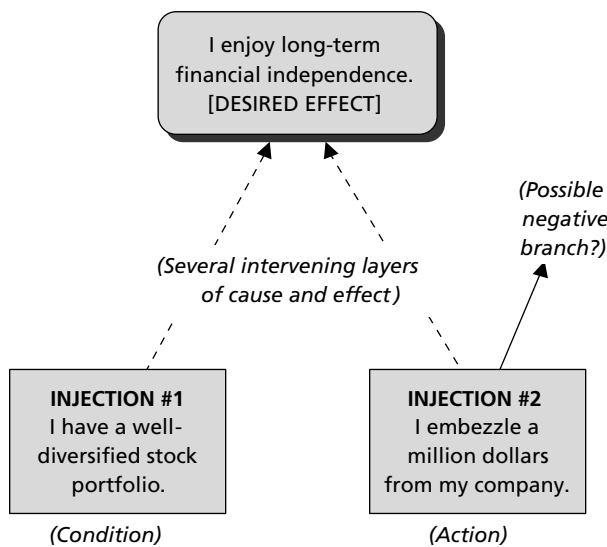 I enjoy long-term
financial independence.
[DESIRED EFFECT]
(Possible
negative
branch?)
(Several intervening layers
of cause and effect)
INJECTION #1
I have a well-
diversified stock
portfolio.
(Condition)
INJECTION #2
I embezzle a
million dollars
from my company.
(Action)